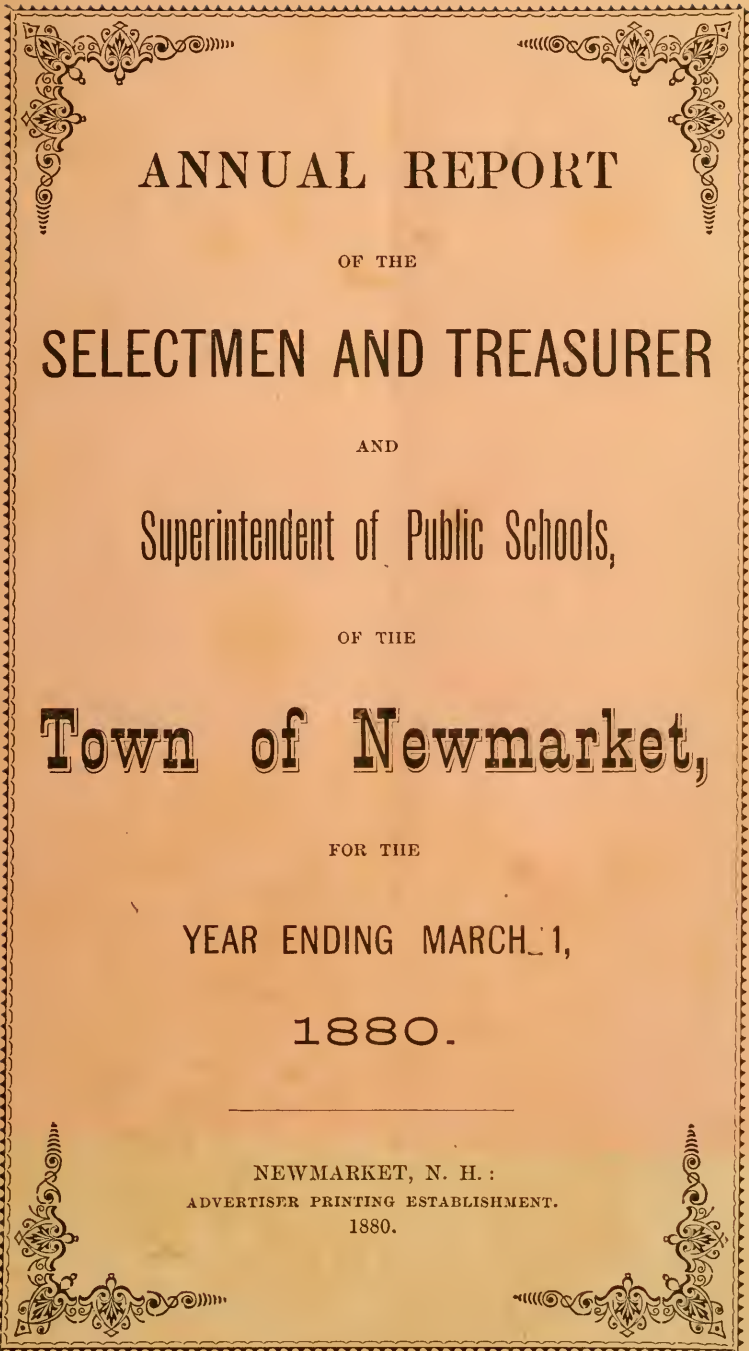 ANNUAL REPORT
OF THE
SELECTMEN AND TREASURER
AND
Superintendent of Public Schools,
OF THE
Town of Newmarket,
FOR THE
YEAR ENDING MARCH 1,
1880.
NEWMARKET, N. H. :
ADVERTISER PRINTING ESTABLISHMENT.
1880.